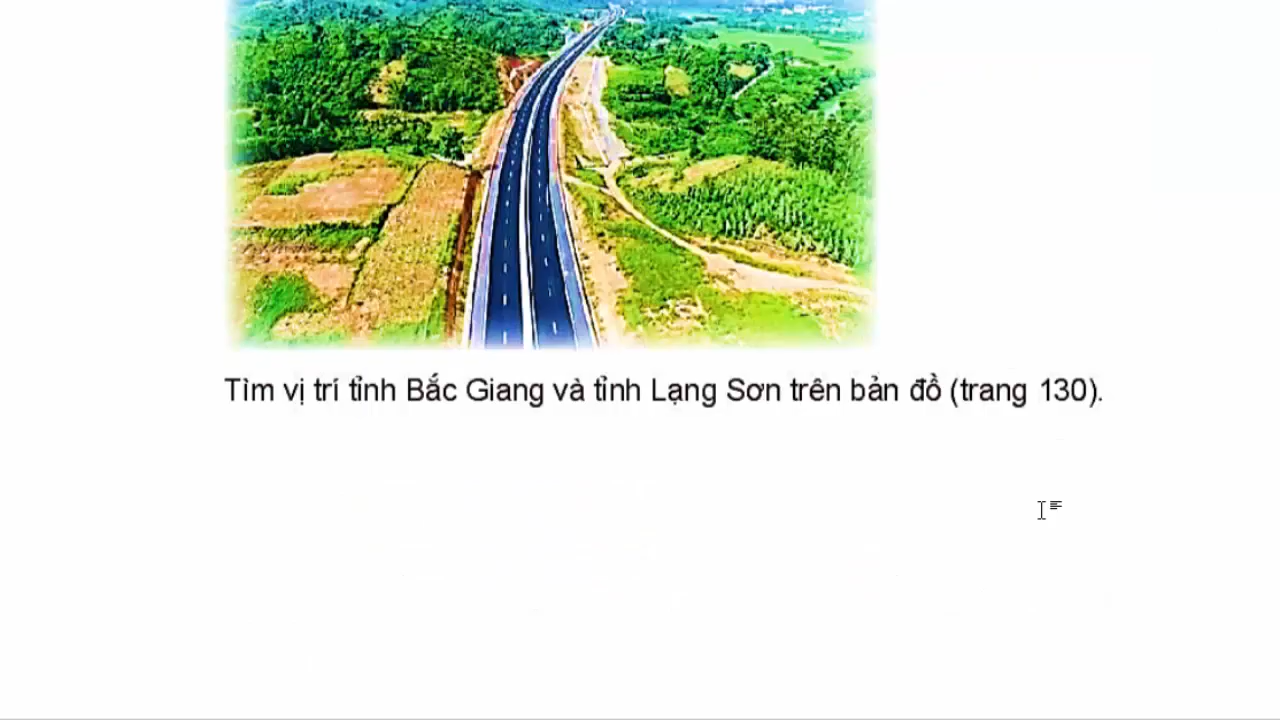 Tìm vị trí tỉnh Bắc Giang và tỉnh Lạng Sơn trên bản đồ (trang 130).